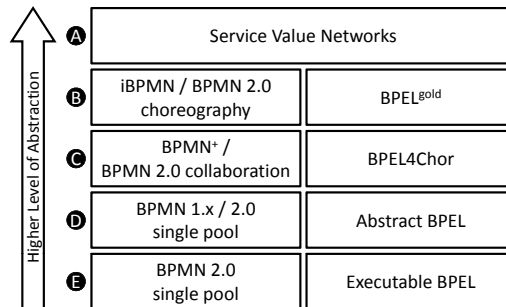 Higher Level of Abstraction
A Service Value Networks
B iBPMN / BPMN 2.0
choreography
BPELgold
C BPMN+ /
BPMN 2.0 collaboration
BPEL4Chor
D BPMN 1.x / 2.0
single pool
Abstract BPEL
E BPMN 2.0
single pool
Executable BPEL